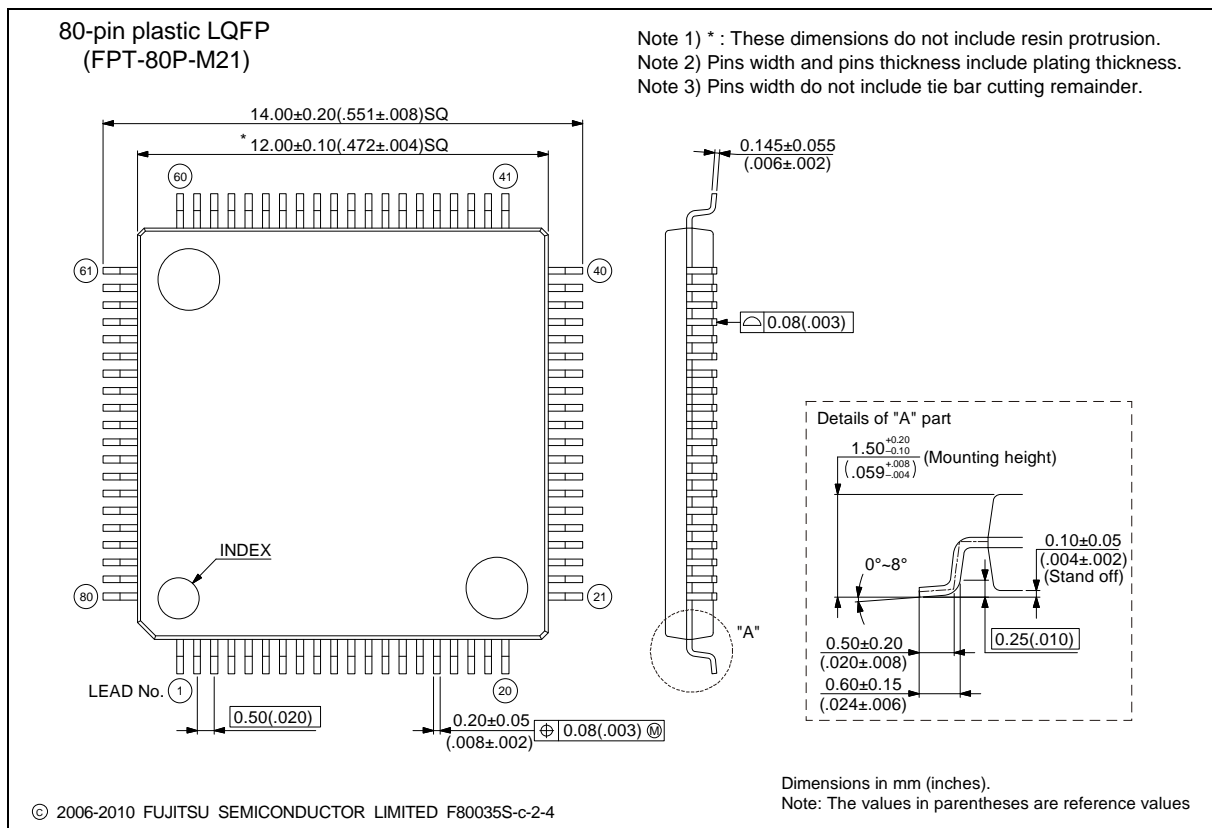 80-pin plastic LQFP
(FPT-80P-M21)
Note 1) * : These dimensions do not include resin protrusion.
Note 2) Pins width and pins thickness include plating thickness.
Note 3) Pins width do not include tie bar cutting remainder.
14.00±0.20(.551±.008)SQ
* 12.00±0.10(.472±.004)SQ
0.145±0.055
(.006±.002)
60
41
61
40
0.08(.003)
Details of "A" part
1.50 +0.20 –0.10
(.059 +.008 –.004)
(Mounting height)
INDEX
0.10±0.05
(.004±.002)
(Stand off)
0°~8°
80
21
"A"
0.50±0.20
(.020±.008)
0.25(.010)
0.60±0.15
(.024±.006)
LEAD No. 1
20
0.50(.020)
0.20±0.05
(.008±.002)
⌖ 0.08(.003) Ⓜ
Dimensions in mm (inches).
Note: The values in parentheses are reference values
© 2006-2010 FUJITSU SEMICONDUCTOR LIMITED F80035S-c-2-4